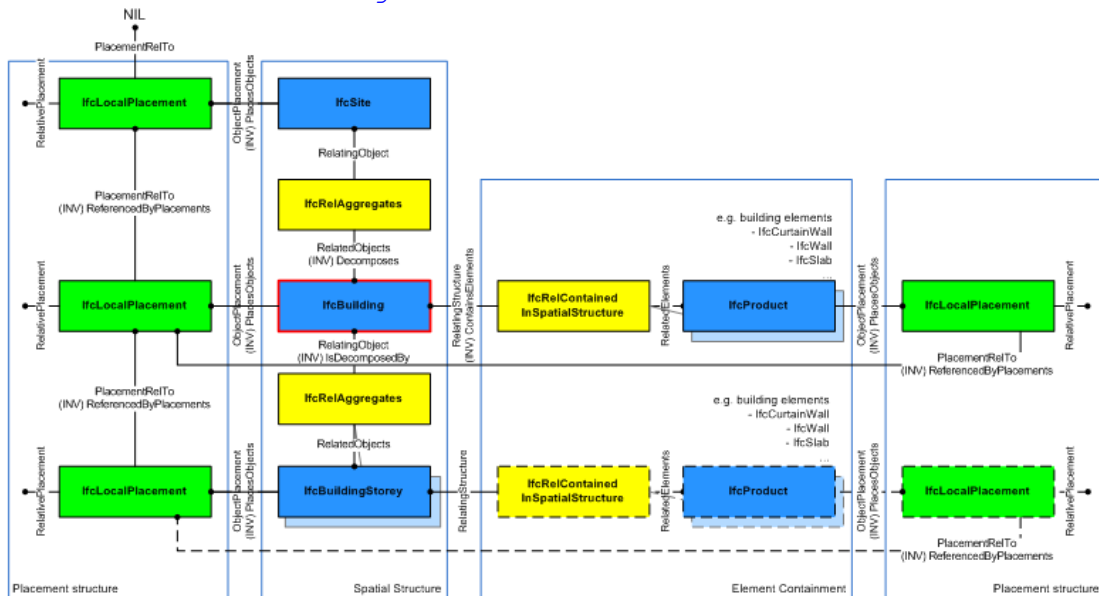 NIL
PlacementRelTo
RelativePlacement
IfcLocalPlacement
ObjectPlacement
(INV) PlacesObjects
IfcSite
RelatingObject
PlacementRelTo
(INV) ReferencedByPlacements
IfcRelAggregates
RelatedObjects
(INV) Decomposes
e.g. building elements
- IfcCurtainWall
- IfcWall
- IfcSlab
...
RelativePlacement
IfcLocalPlacement
ObjectPlacement
(INV) PlacesObjects
IfcBuilding
RelatingStructure
(INV) ContainsElements
IfcRelContained
InSpatialStructure
RelatedElements
IfcProduct
ObjectPlacement
(INV) PlacesObjects
IfcLocalPlacement
RelativePlacement
RelatingObject
(INV) IsDecomposedBy
PlacementRelTo
(INV) ReferencedByPlacements
PlacementRelTo
(INV) ReferencedByPlacements
IfcRelAggregates
RelatedObjects
e.g. building elements
- IfcCurtainWall
- IfcWall
- IfcSlab
...
RelativePlacement
IfcLocalPlacement
ObjectPlacement
(INV) PlacesObjects
IfcBuildingStorey
RelatingStructure
IfcRelContained
InSpatialStructure
RelatedElements
IfcProduct
ObjectPlacement
(INV) PlacesObjects
IfcLocalPlacement
RelativePlacement
PlacementRelTo
(INV) ReferencedByPlacements
Placement structure
Spatial Structure
Element Containment
Placement structure